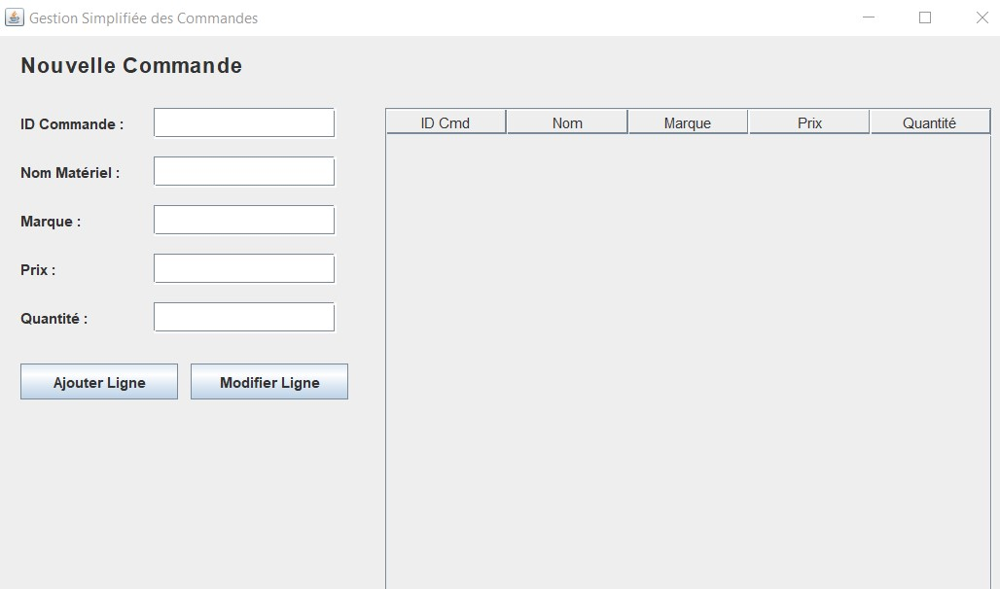 Gestion Simplifiée des Commandes
Nouvelle Commande
ID Commande :
Nom Matériel :
Marque :
Prix :
Quantité :
Ajouter Ligne Modifier Ligne
ID Cmd Nom Marque Prix Quantité